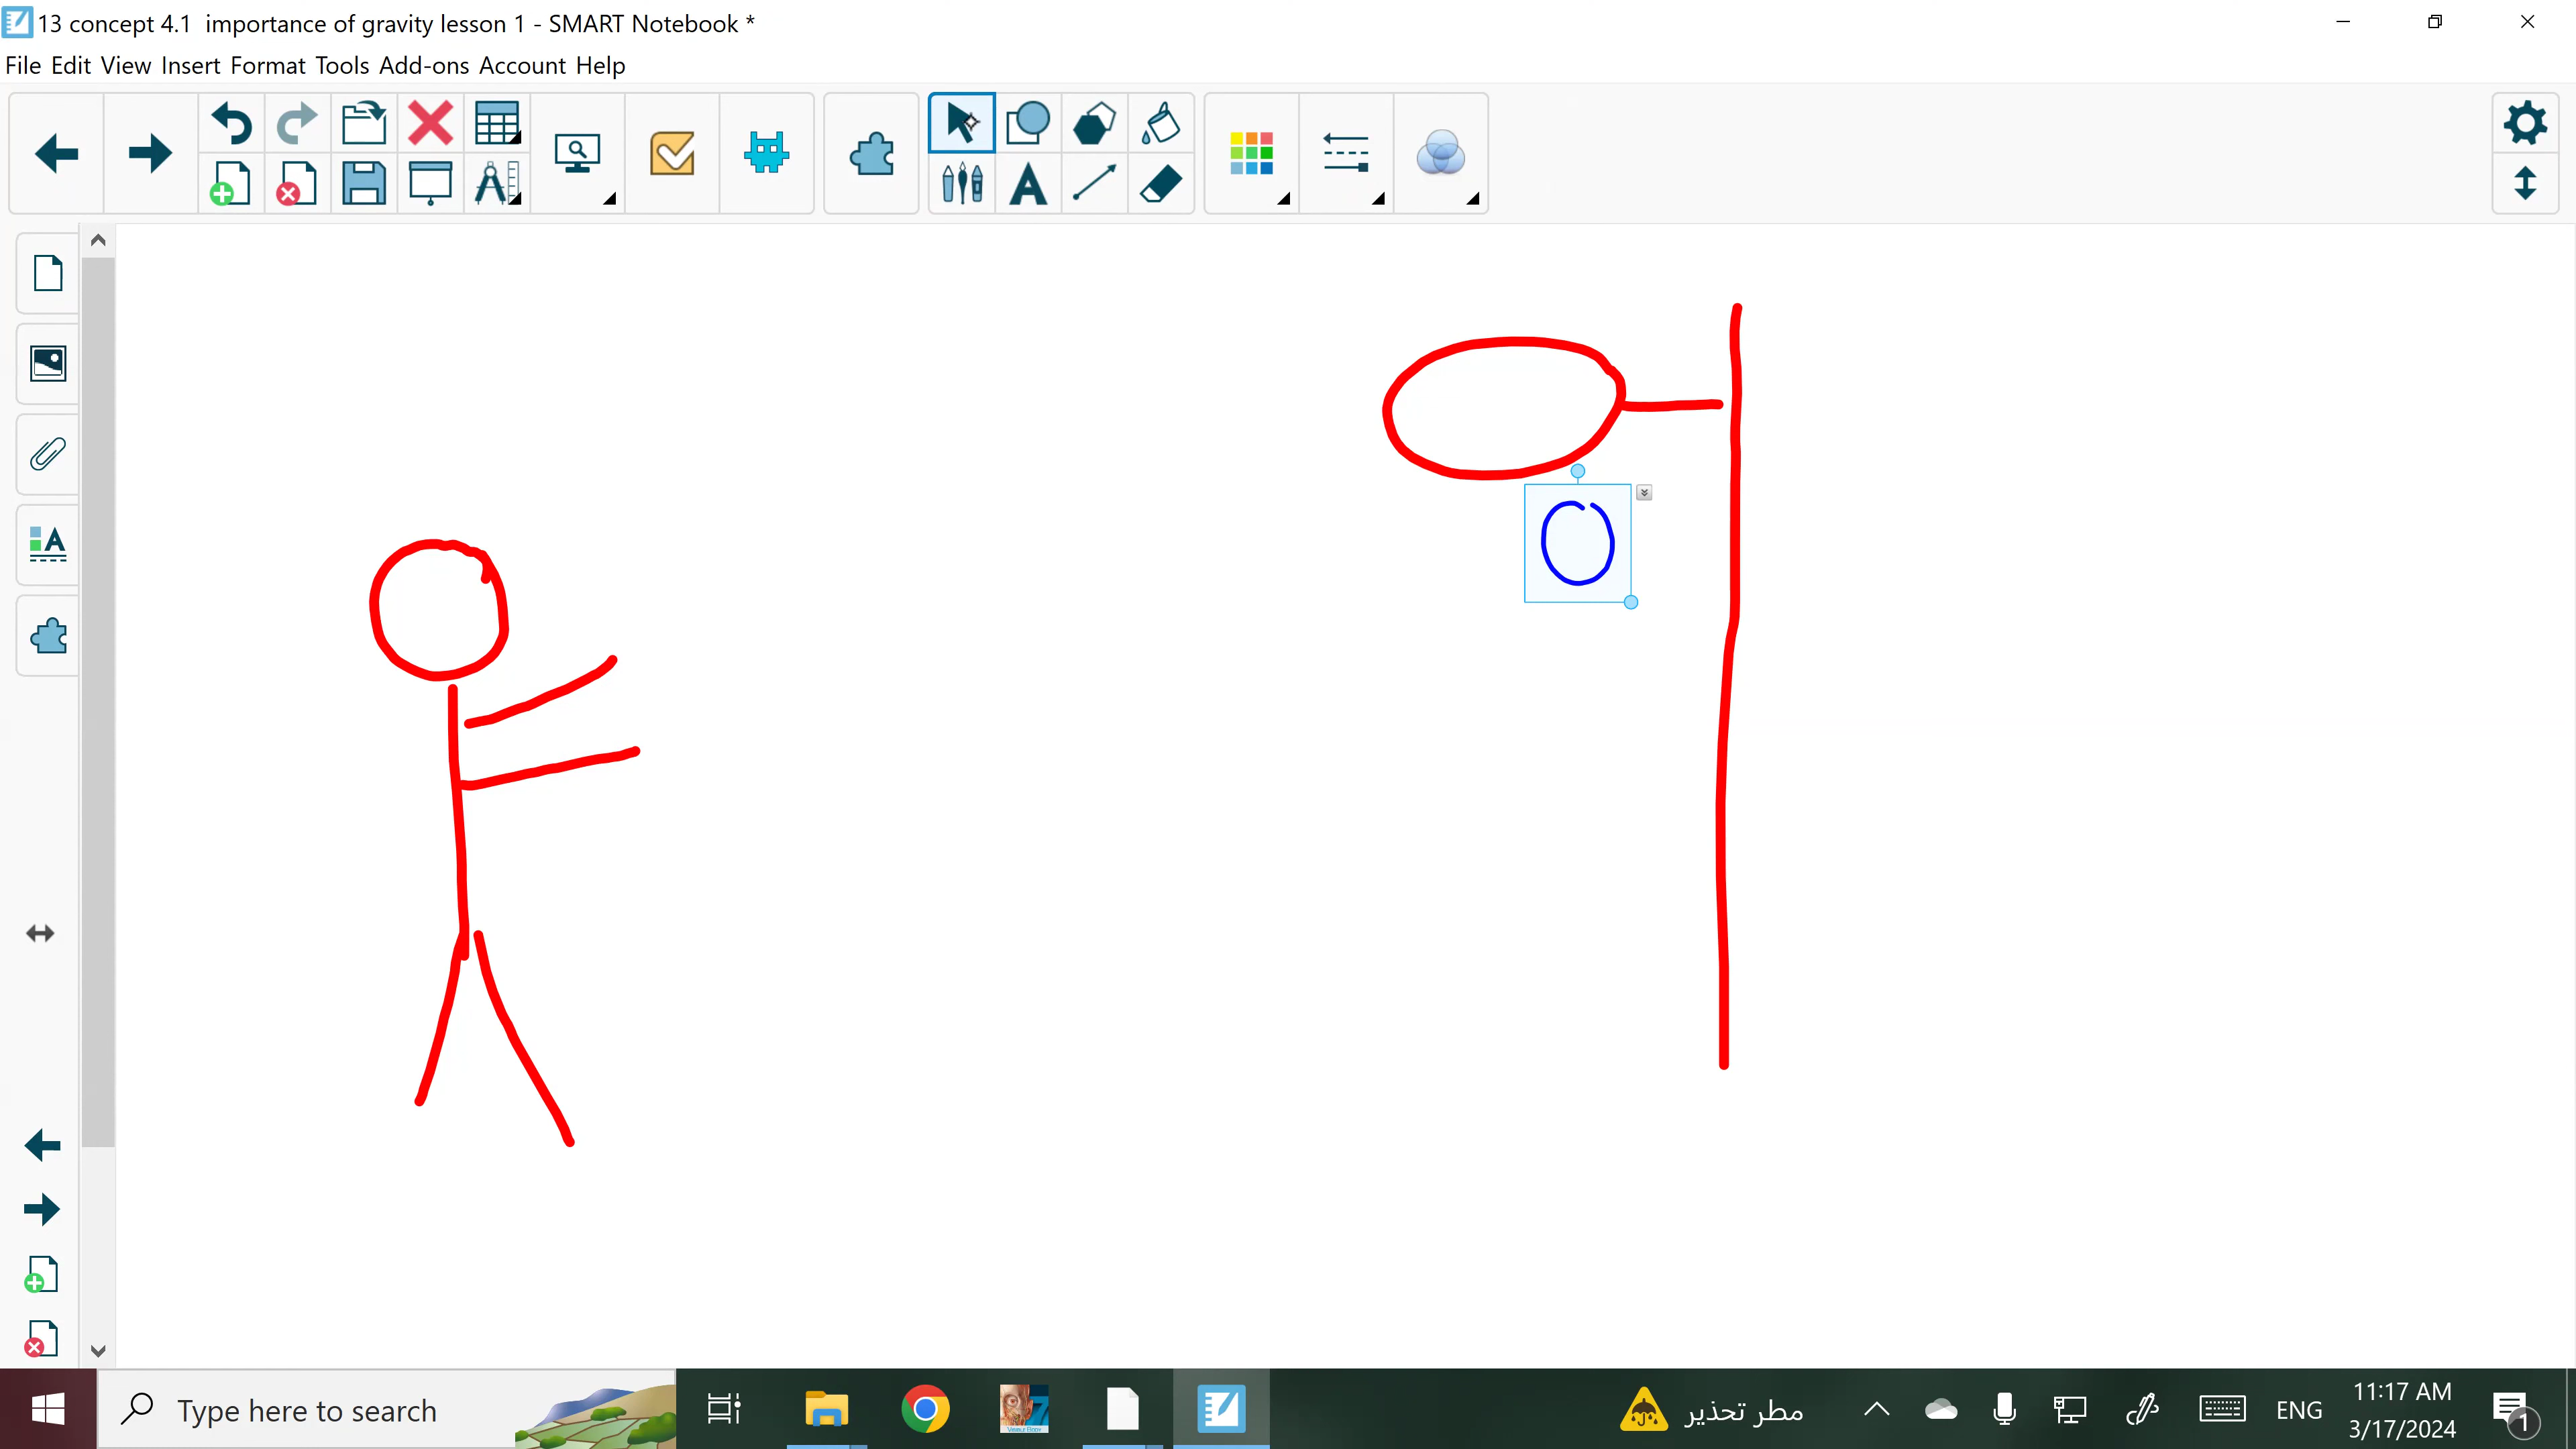 13 concept 4.1  importance of gravity lesson 1 - SMART Notebook *
File Edit View Insert Format Tools Add-ons Account Help
Type here to search
مطر تحذير
ENG
11:17 AM
3/17/2024
1